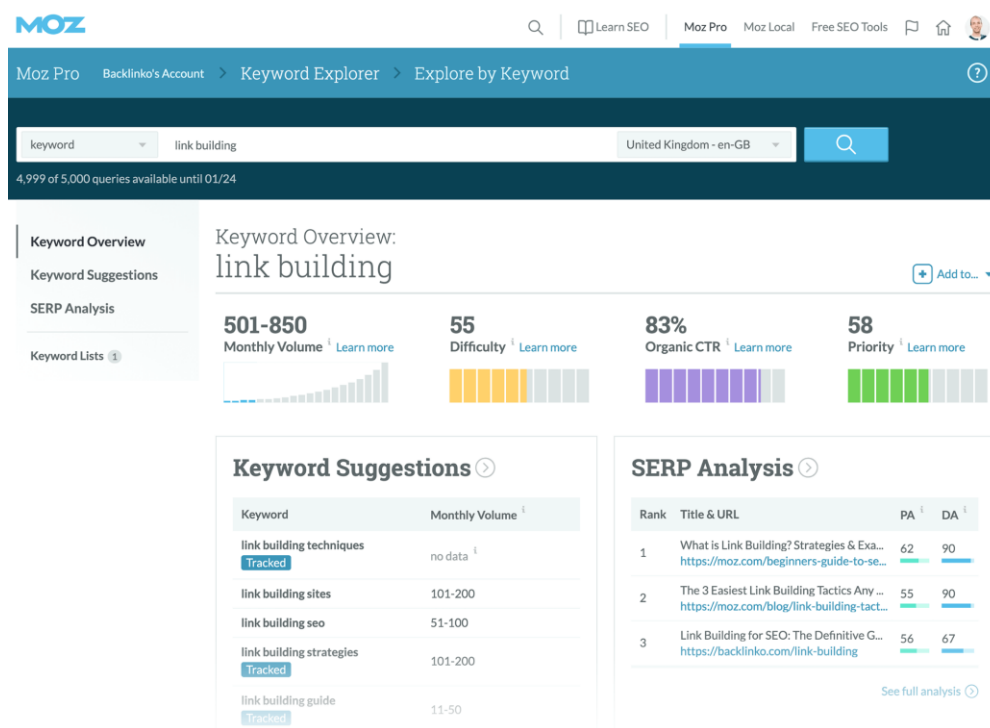 MOZ
Learn SEO
Moz Pro
Moz Local
Free SEO Tools
Moz Pro
Backlinko's Account
>
Keyword Explorer
>
Explore by Keyword
?
keyword
link building
United Kingdom - en-GB
4,999 of 5,000 queries available until 01/24
Keyword Overview
Keyword Suggestions
SERP Analysis
Keyword Lists 1
Keyword Overview:
link building
+ Add to...
501-850
Monthly Volume i Learn more
55
Difficulty i Learn more
83%
Organic CTR i Learn more
58
Priority i Learn more
Keyword Suggestions
Keyword Monthly Volume i
link building techniques no data i
Tracked
link building sites 101-200
link building seo 51-100
link building strategies 101-200
Tracked
link building guide 11-50
Tracked
SERP Analysis
Rank Title & URL PA i DA i
1 What is Link Building? Strategies & Exa... 62 90
https://moz.com/beginners-guide-to-se...
2 The 3 Easiest Link Building Tactics Any ... 55 90
https://moz.com/blog/link-building-tact...
3 Link Building for SEO: The Definitive G... 56 67
https://backlinko.com/link-building
See full analysis